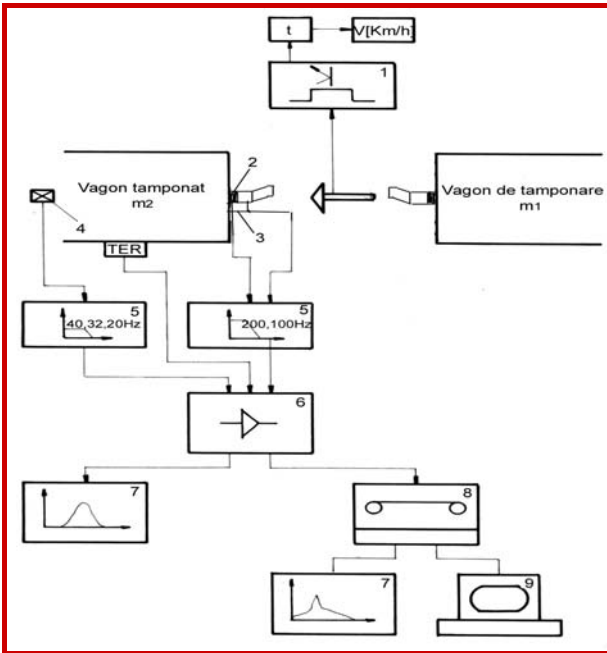 t
V[Km/h]
1
Vagon tamponat
m2
2
3
4
Vagon de tamponare
m1
TER
5
40,32,20Hz
5
200,100Hz
6
7
8
7
9